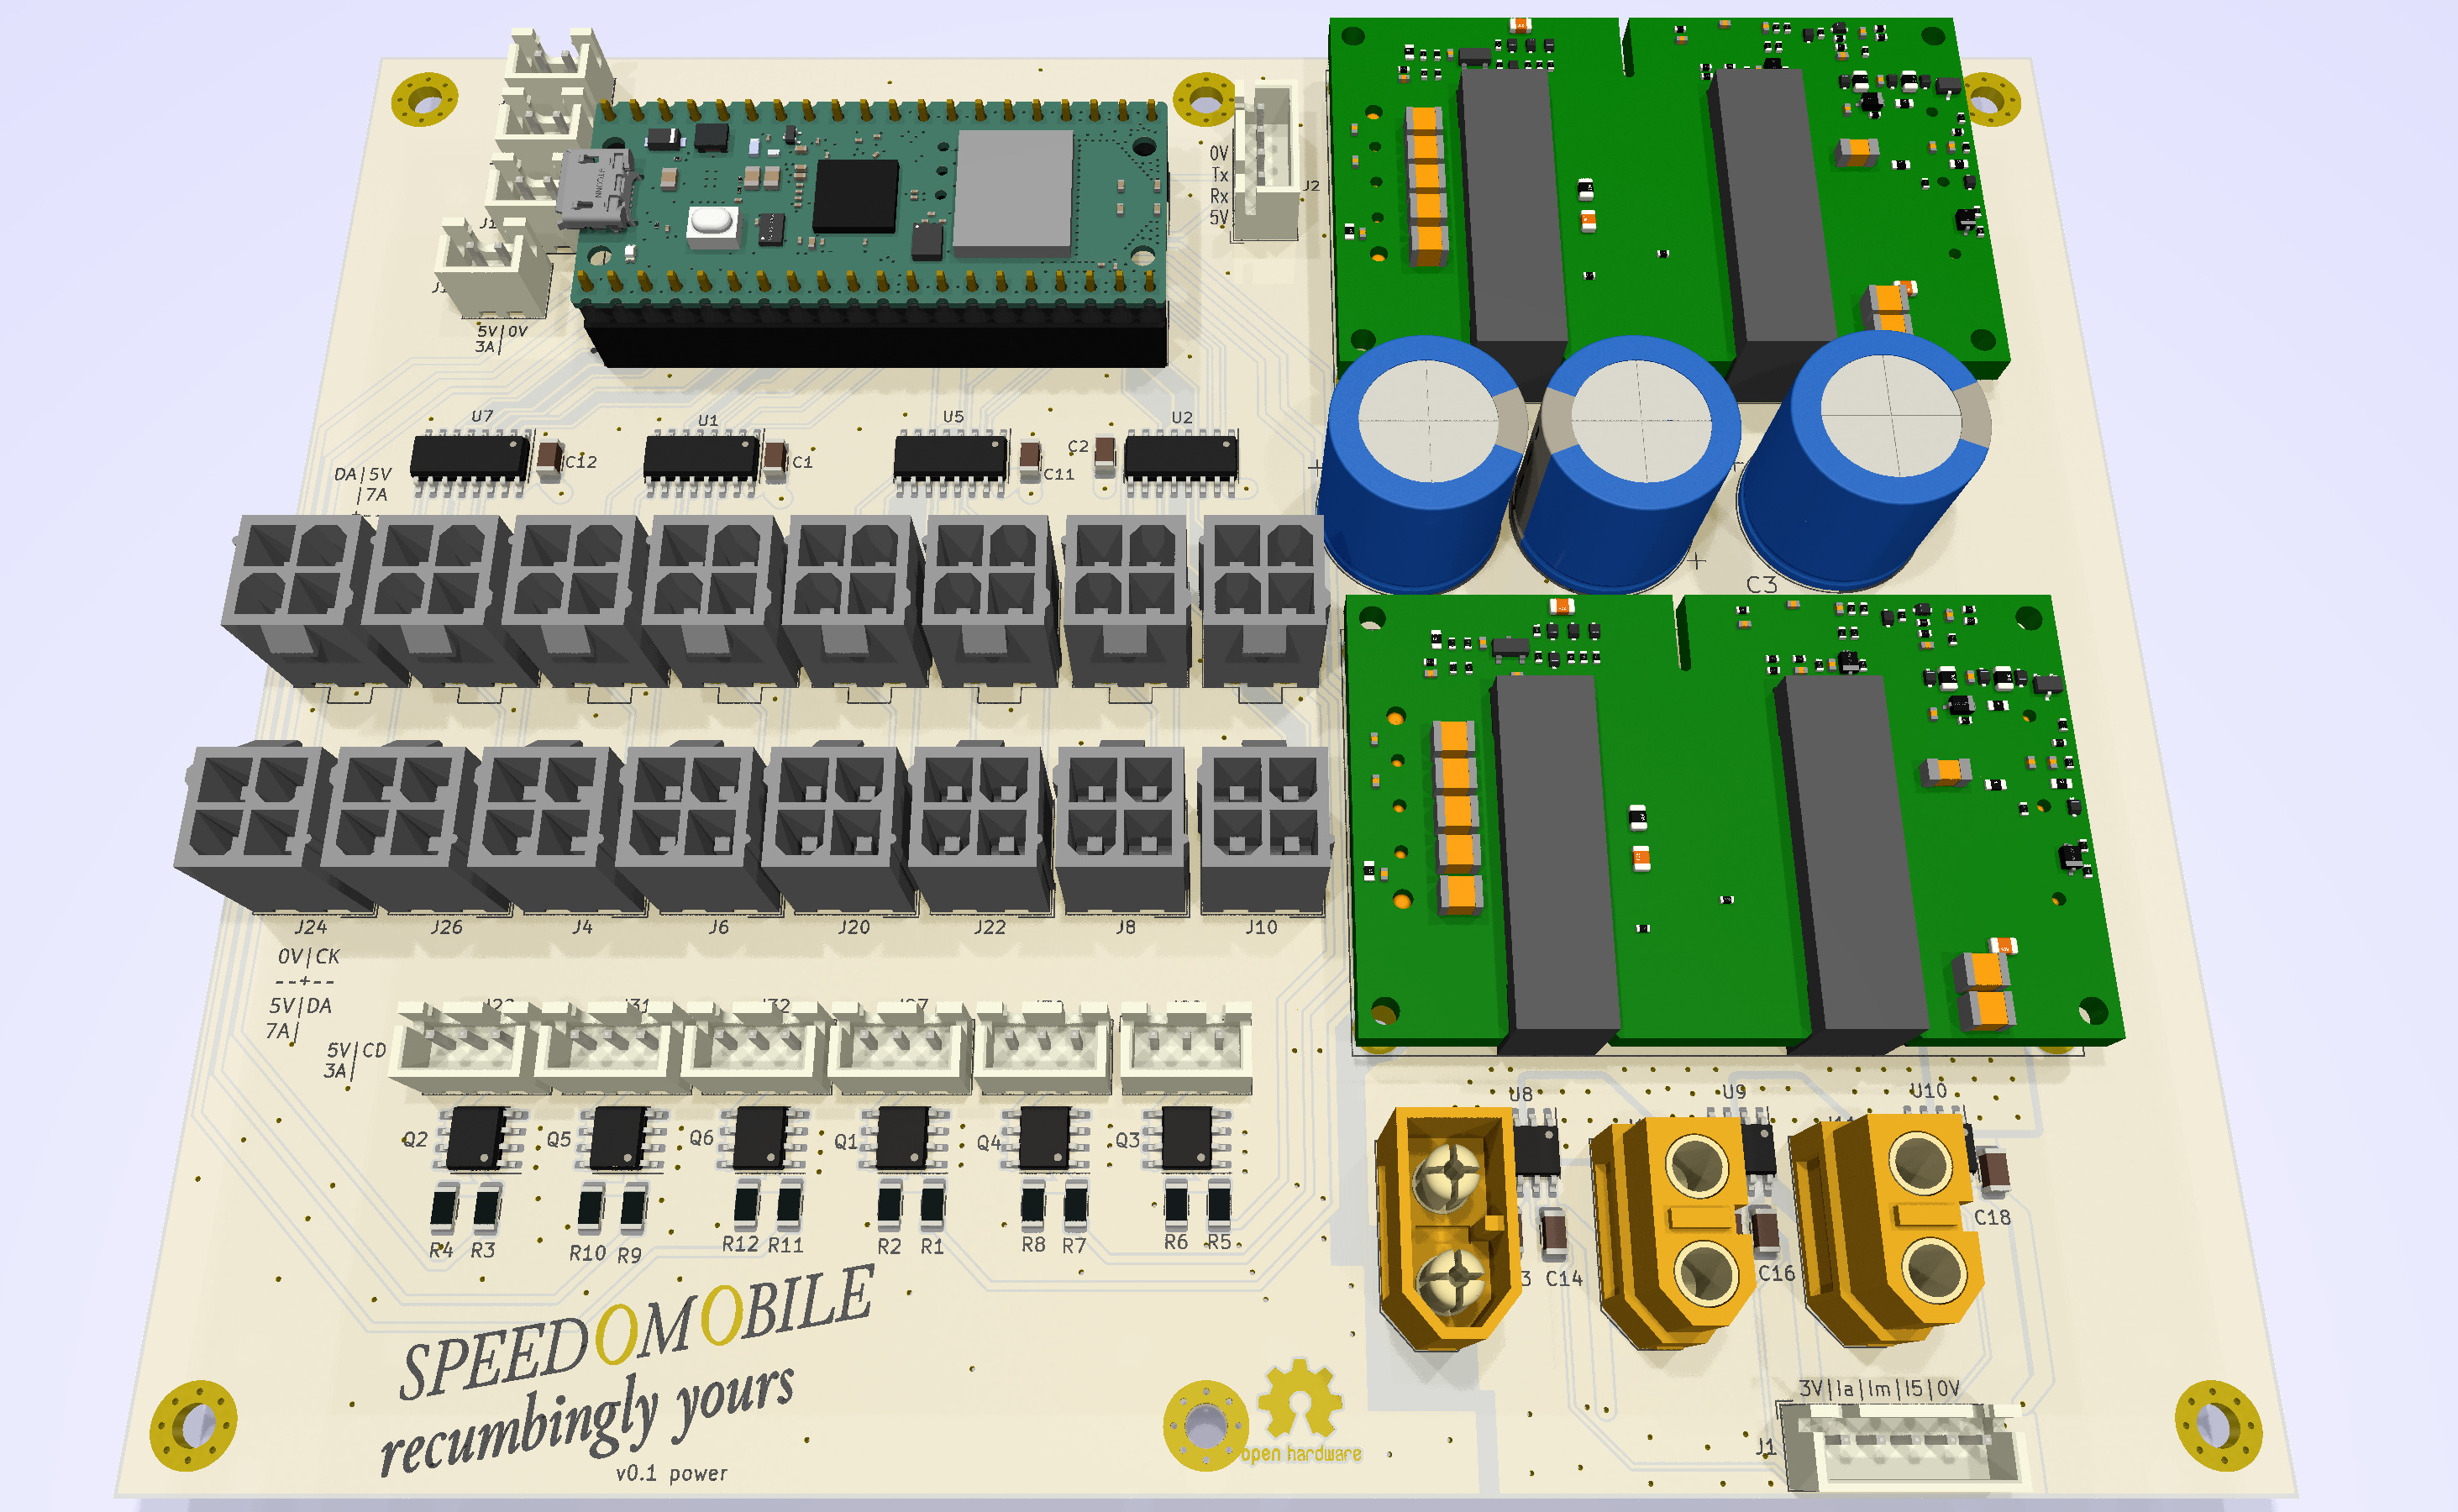 0V
Tx
Rx
5V
J2
5V|0V
3A|
U7
U1
U5
U2
C12
C1
C11
C2
DA|5V
|7A
C3
J24
J26
J4
J6
J20
J22
J8
J10
0V|CK
--+--
5V|DA
7A|
5V|CD
3A|
J31
J32
Q2
Q5
Q6
Q1
Q4
Q3
R4
R3
R10
R9
R12
R11
R2
R1
R8
R7
R6
R5
U8
U9
U10
C14
C16
C18
SPEEDOMOBILE
recumbingly yours
v0.1 power
open hardware
3V|Ia|Im|I5|0V
J1